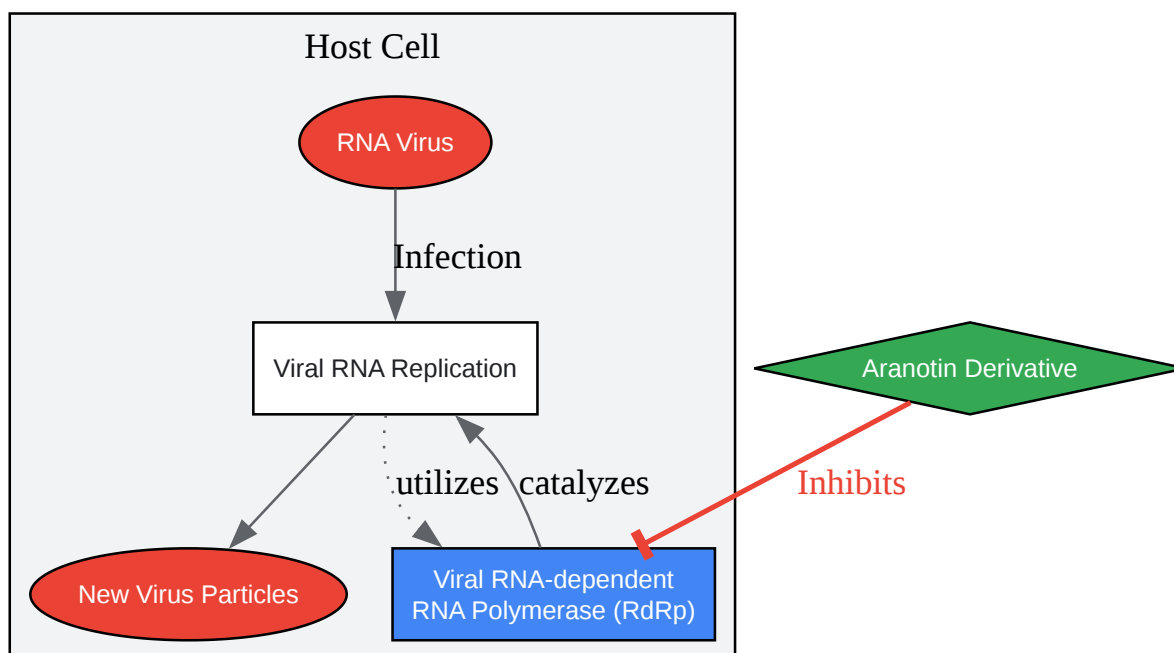 Host Cell
RNA Virus
Infection
Viral RNA Replication
Aranotin Derivative
utilizes
catalyzes
Inhibits
New Virus Particles
Viral RNA-dependent
RNA Polymerase (RdRp)